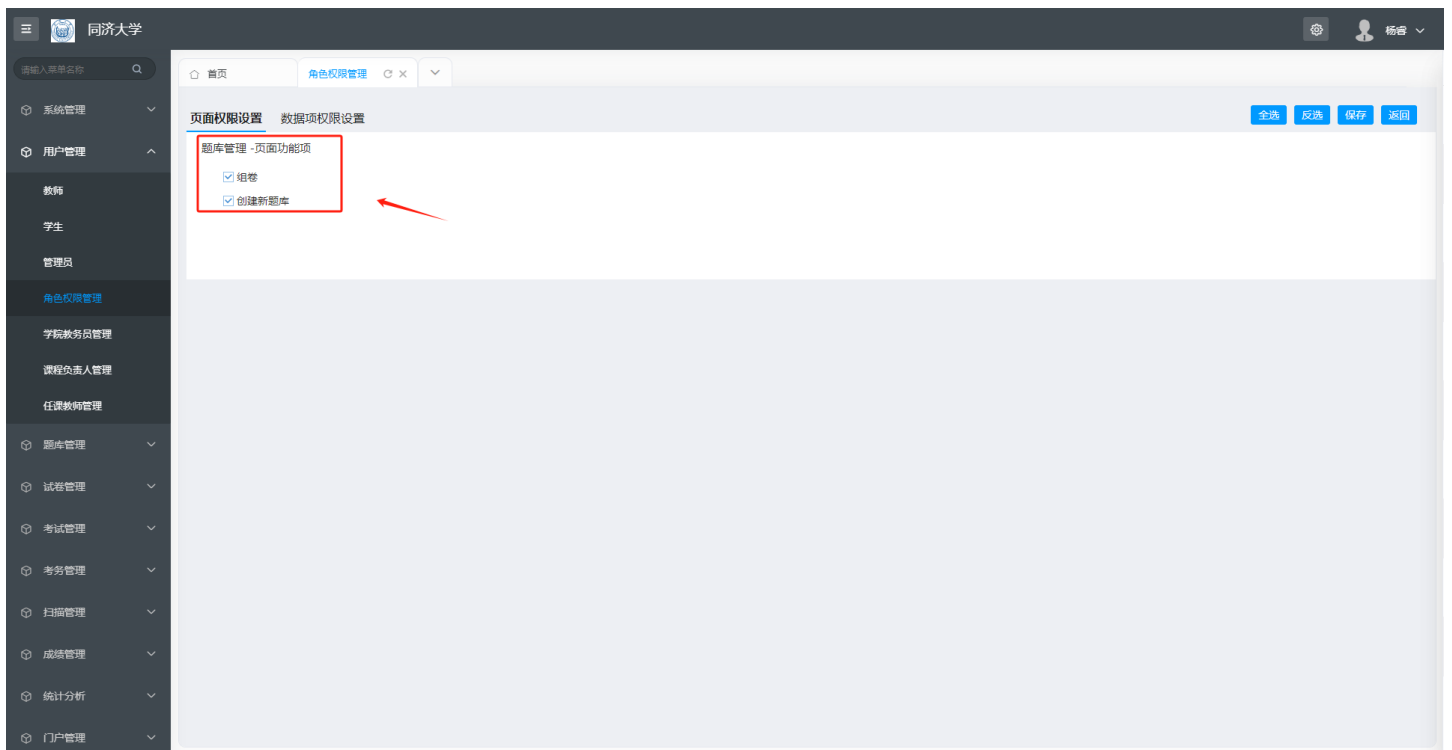 同济大学
杨睿
请输入菜单名称
首页
角色权限管理
系统管理
页面权限设置 数据项权限设置
全选 反选 保存 返回
用户管理
题库管理 -页面功能项
组卷
创建新题库
教师
学生
管理员
角色权限管理
学院教务员管理
课程负责人管理
任课教师管理
题库管理
试卷管理
考试管理
考务管理
扫描管理
成绩管理
统计分析
门户管理